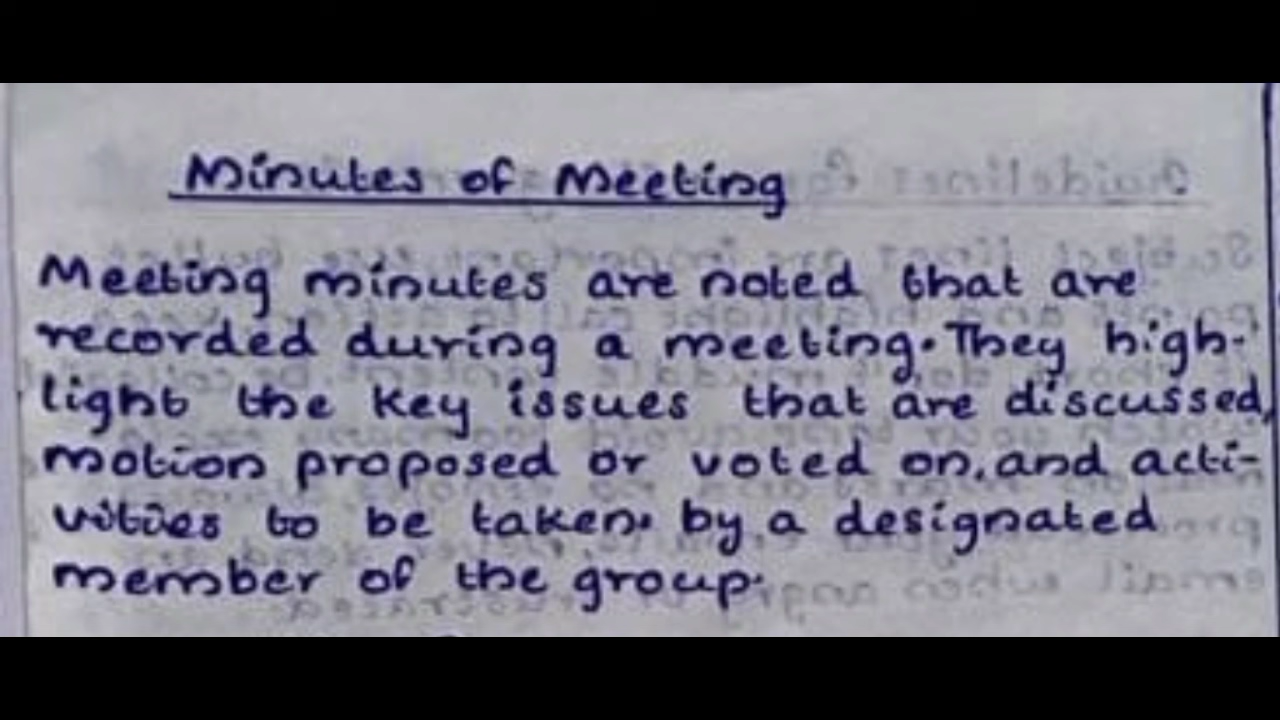 Minutes of Meeting
Meeting minutes are noted that are
recorded during a meeting. They high-
light the key issues that are discussed,
motion proposed or voted on, and acti-
vities to be taken. by a designated
member of the group.